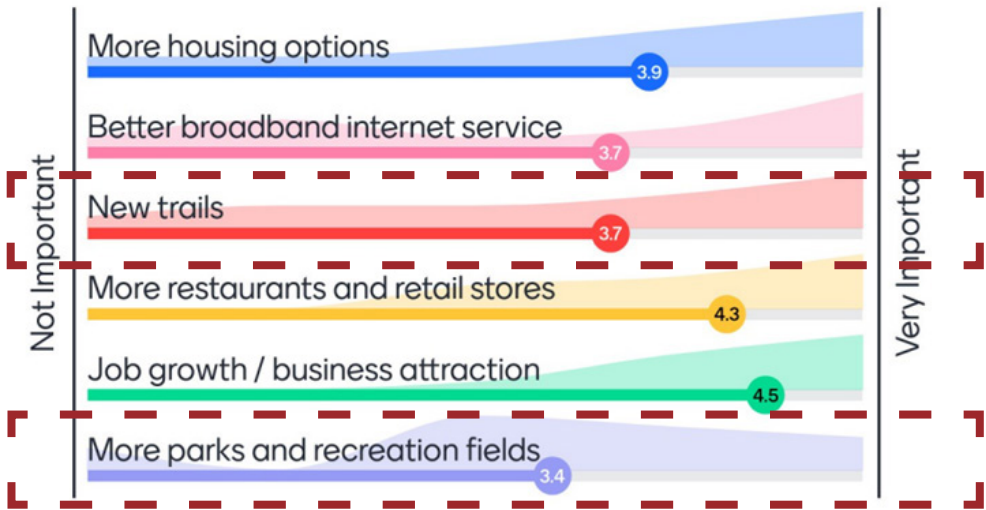 More housing options
3.9
Better broadband internet service
3.7
New trails
3.7
More restaurants and retail stores
4.3
Job growth / business attraction
4.5
More parks and recreation fields
3.4
Not Important
Very Important